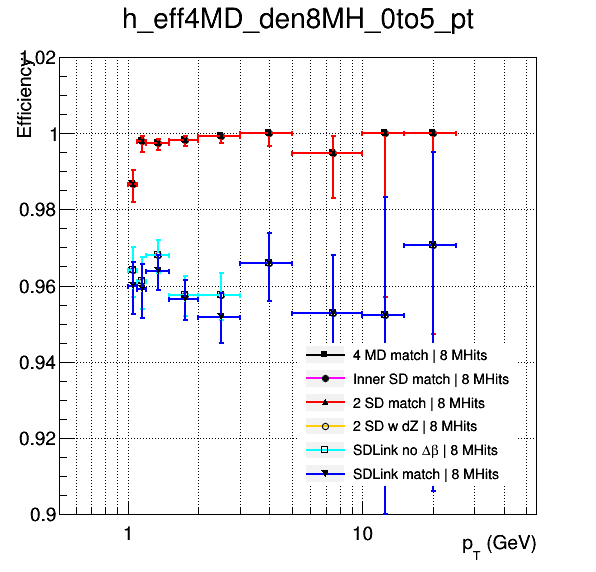 h_eff4MD_den8MH_0to5_pt
Efficiency
1.02
1
0.98
0.96
0.94
0.92
0.9
4 MD match | 8 MHits
Inner SD match | 8 MHits
2 SD match | 8 MHits
2 SD w dZ | 8 MHits
SDLink no Δβ | 8 MHits
SDLink match | 8 MHits
1
10
p_T (GeV)